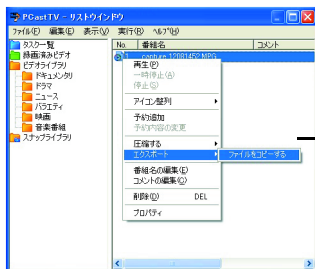 PCastTV - リストウィンドウ
ファイル(F) 編集(E) 表示(V) 実行(R) ヘルプ(H)
タスク一覧
録画済みビデオ
ビデオライブラリ
ドキュメンタリ
ドラマ
ニュース
バラエティ
映画
音楽番組
スナップライブラリ
No. 番組名 コメント
1 capture 12081452.MPG
再生(P)
一時停止(A)
停止(S)
アイコン整列
予約追加
予約内容の変更
圧縮する
エクスポート
ファイルをコピーする
番組名の編集(E)
コメントの編集(C)
削除(D) DEL
プロパティ